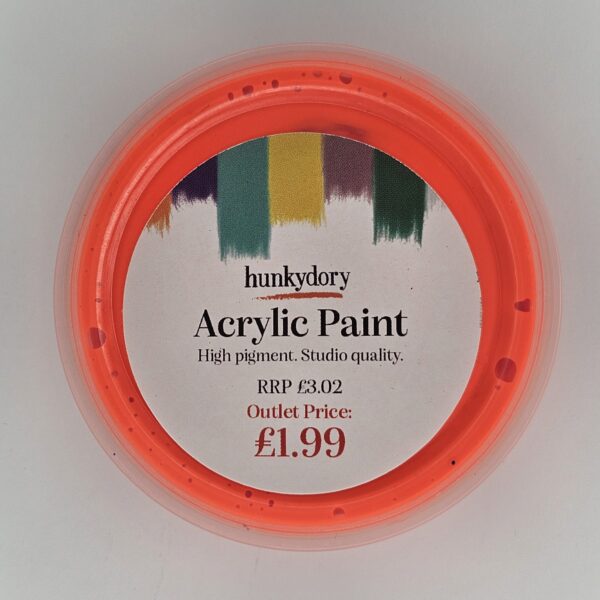 hunkydory
Acrylic Paint
High pigment. Studio quality.
RRP £3.02
Outlet Price:
£1.99